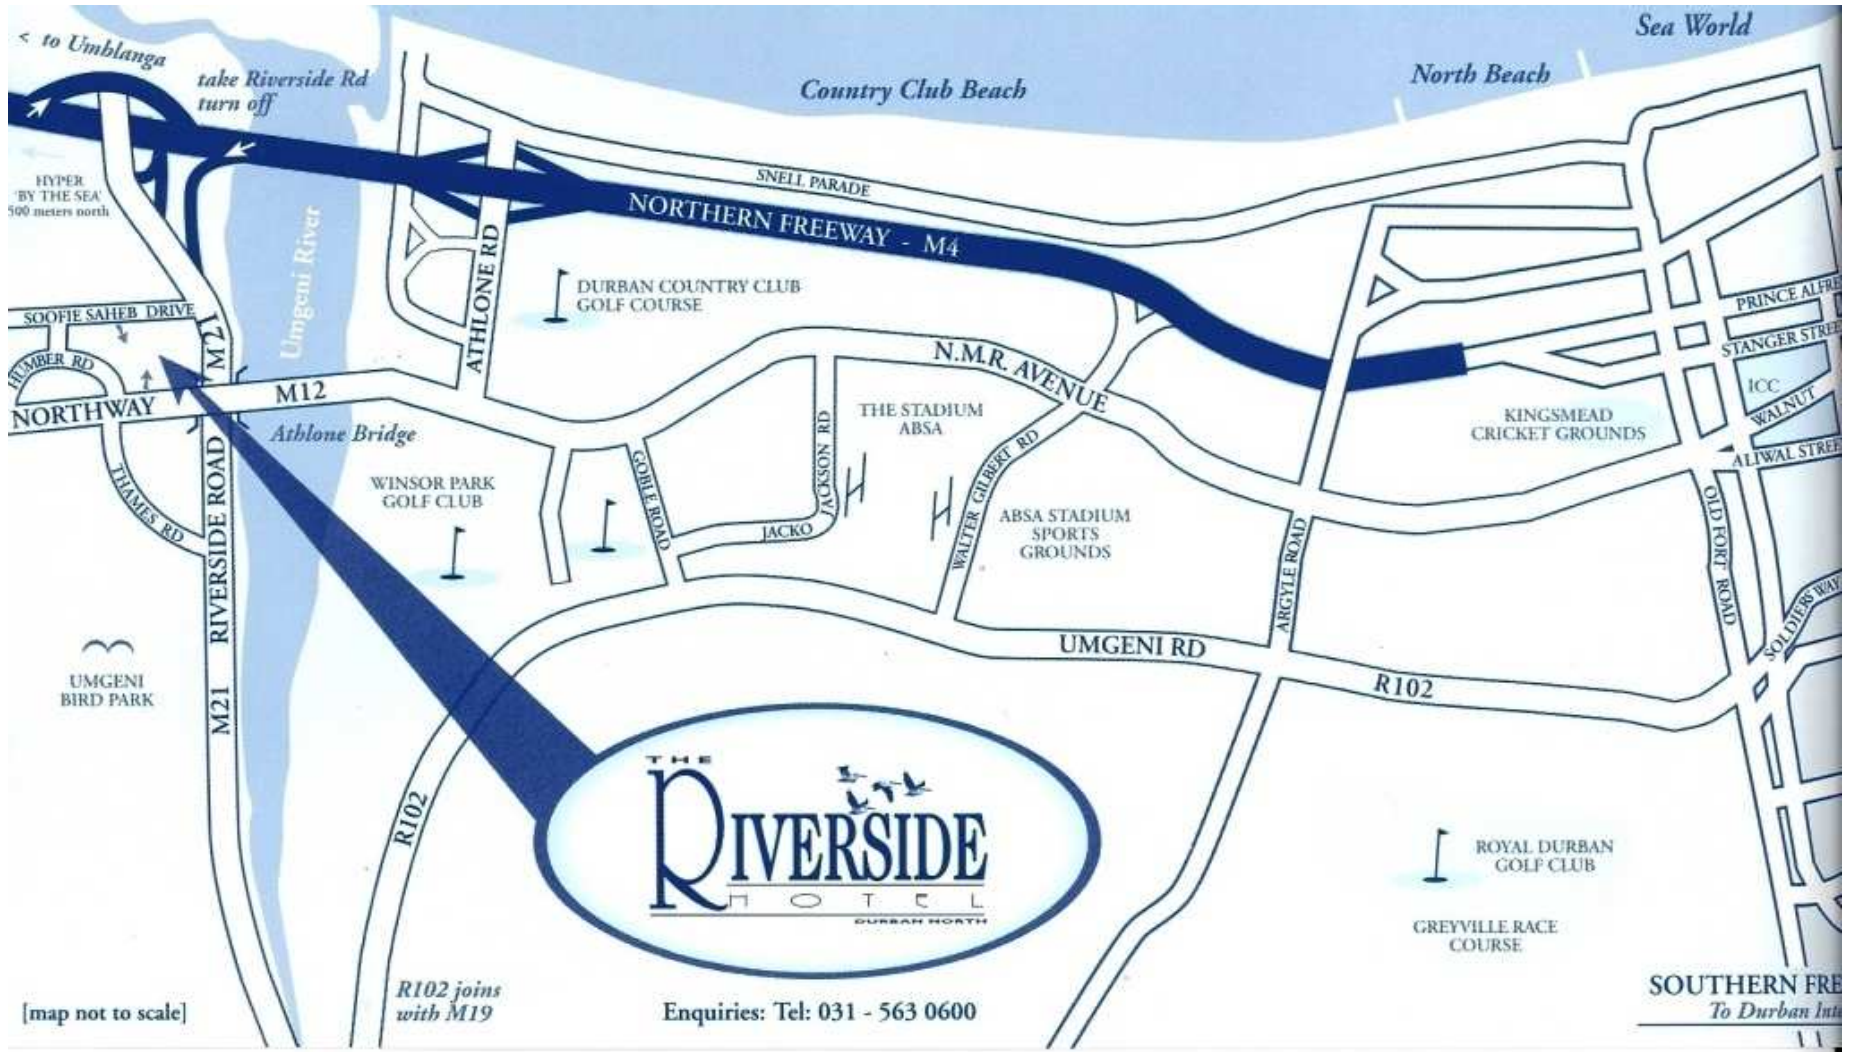 Sea World
< to Umhlanga
take Riverside Rd
turn off
Country Club Beach
North Beach
HYPER
'BY THE SEA'
500 meters north
SNELL PARADE
NORTHERN FREEWAY - M4
Umgeni River
ATHLONE RD
DURBAN COUNTRY CLUB
GOLF COURSE
PRINCE ALFRE
STANGER STREE
SOOFIE SAHEB DRIVE
M21
HUMBER RD
NORTHWAY
M12
N.M.R. AVENUE
ICC
WALNUT
ALIWAL STREE
THE STADIUM
ABSA
KINGSMEAD
CRICKET GROUNDS
Athlone Bridge
WINSOR PARK
GOLF CLUB
GOBLE ROAD
JACKSON RD
JACKO
WALTER GILBERT RD
ABSA STADIUM
SPORTS
GROUNDS
THAMES RD
M21 RIVERSIDE ROAD
ARGYLE ROAD
OLD FORT ROAD
SOLDIERS WAY
UMGENI RD
R102
UMGENI
BIRD PARK
R102
THE
RIVERSIDE
HOTEL
DURBAN NORTH
ROYAL DURBAN
GOLF CLUB
GREYVILLE RACE
COURSE
R102 joins
with M19
[map not to scale]
Enquiries: Tel: 031 - 563 0600
SOUTHERN FRE
To Durban Inte